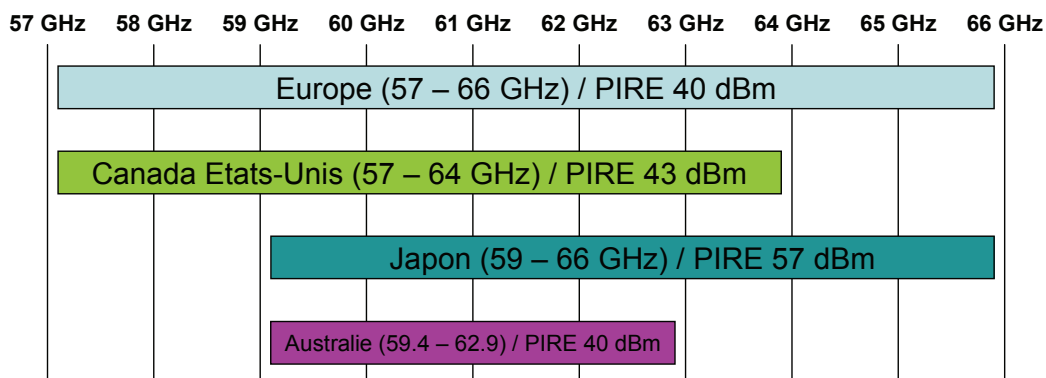 57 GHz 58 GHz 59 GHz 60 GHz 61 GHz 62 GHz 63 GHz 64 GHz 65 GHz 66 GHz
Europe (57 – 66 GHz) / PIRE 40 dBm
Canada Etats-Unis (57 – 64 GHz) / PIRE 43 dBm
Japon (59 – 66 GHz) / PIRE 57 dBm
Australie (59.4 – 62.9) / PIRE 40 dBm